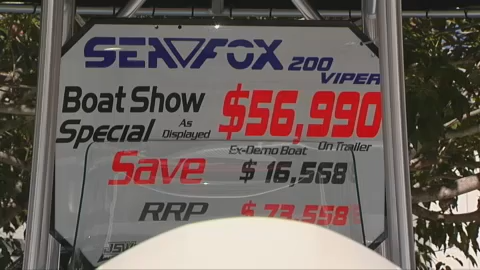 SEA FOX 200 VIPER
Boat Show Special As Displayed $56,990
Ex-Demo Boat On Trailer
Save $16,568
RRP $73,558